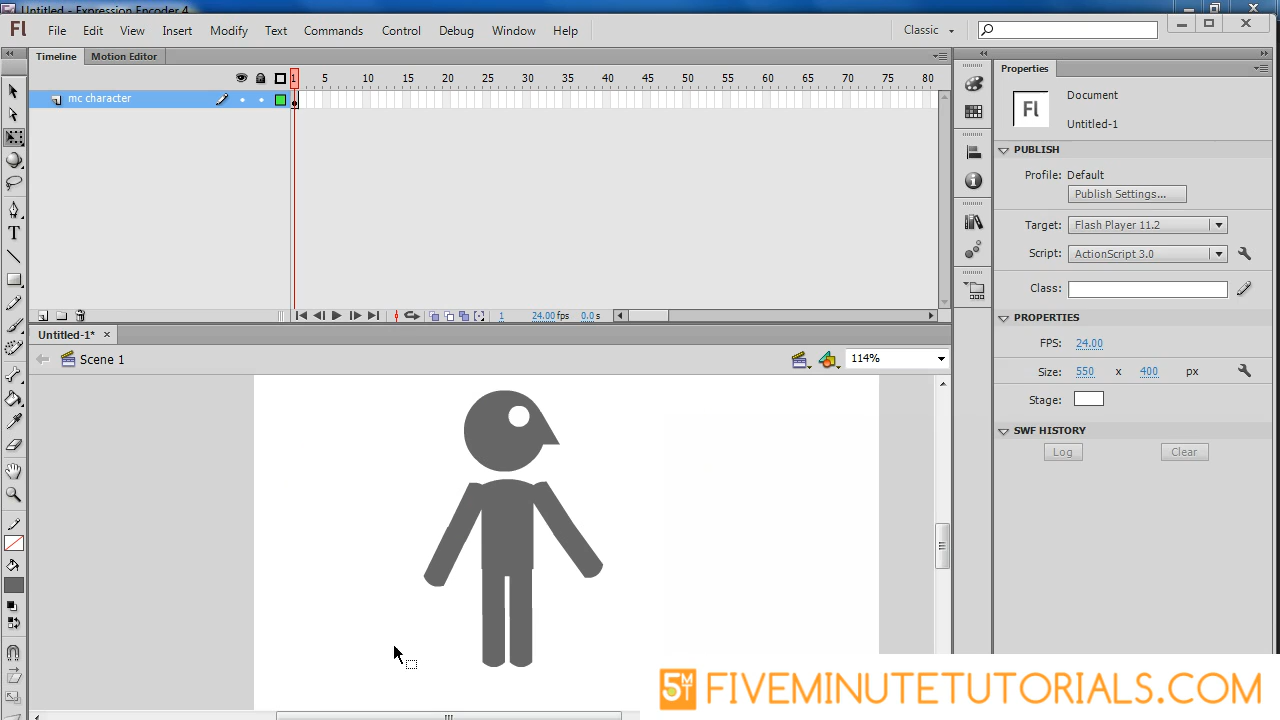 Untitled - Expression Encoder 4
Fl File Edit View Insert Modify Text Commands Control Debug Window Help Classic
Timeline Motion Editor
1 5 10 15 20 25 30 35 40 45 50 55 60 65 70 75 80
mc character
1 24.00 fps 0.0 s
Untitled-1* ×
Scene 1 114%
Properties
Fl Document
Untitled-1
PUBLISH
Profile: Default
Publish Settings...
Target: Flash Player 11.2
Script: ActionScript 3.0
Class:
PROPERTIES
FPS: 24.00
Size: 550 x 400 px
Stage:
SWF HISTORY
Log Clear
5MT FIVEMINUTETUTORIALS.COM